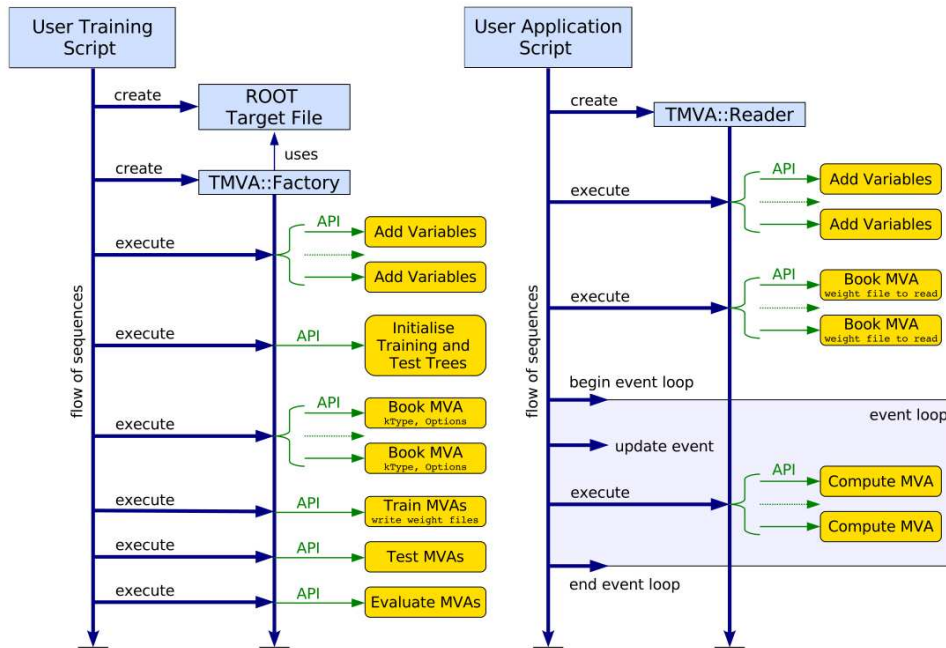 User Training
Script
create
ROOT
Target File
uses
create
TMVA::Factory
execute
API
Add Variables
Add Variables
execute
API
Initialise
Training and
Test Trees
execute
API
Book MVA
kType, Options
Book MVA
kType, Options
execute
API
Train MVAs
write weight files
execute
API
Test MVAs
execute
API
Evaluate MVAs
flow of sequences
User Application
Script
create
TMVA::Reader
execute
API
Add Variables
Add Variables
execute
API
Book MVA
weight file to read
Book MVA
weight file to read
begin event loop
event loop
update event
execute
API
Compute MVA
Compute MVA
end event loop
flow of sequences